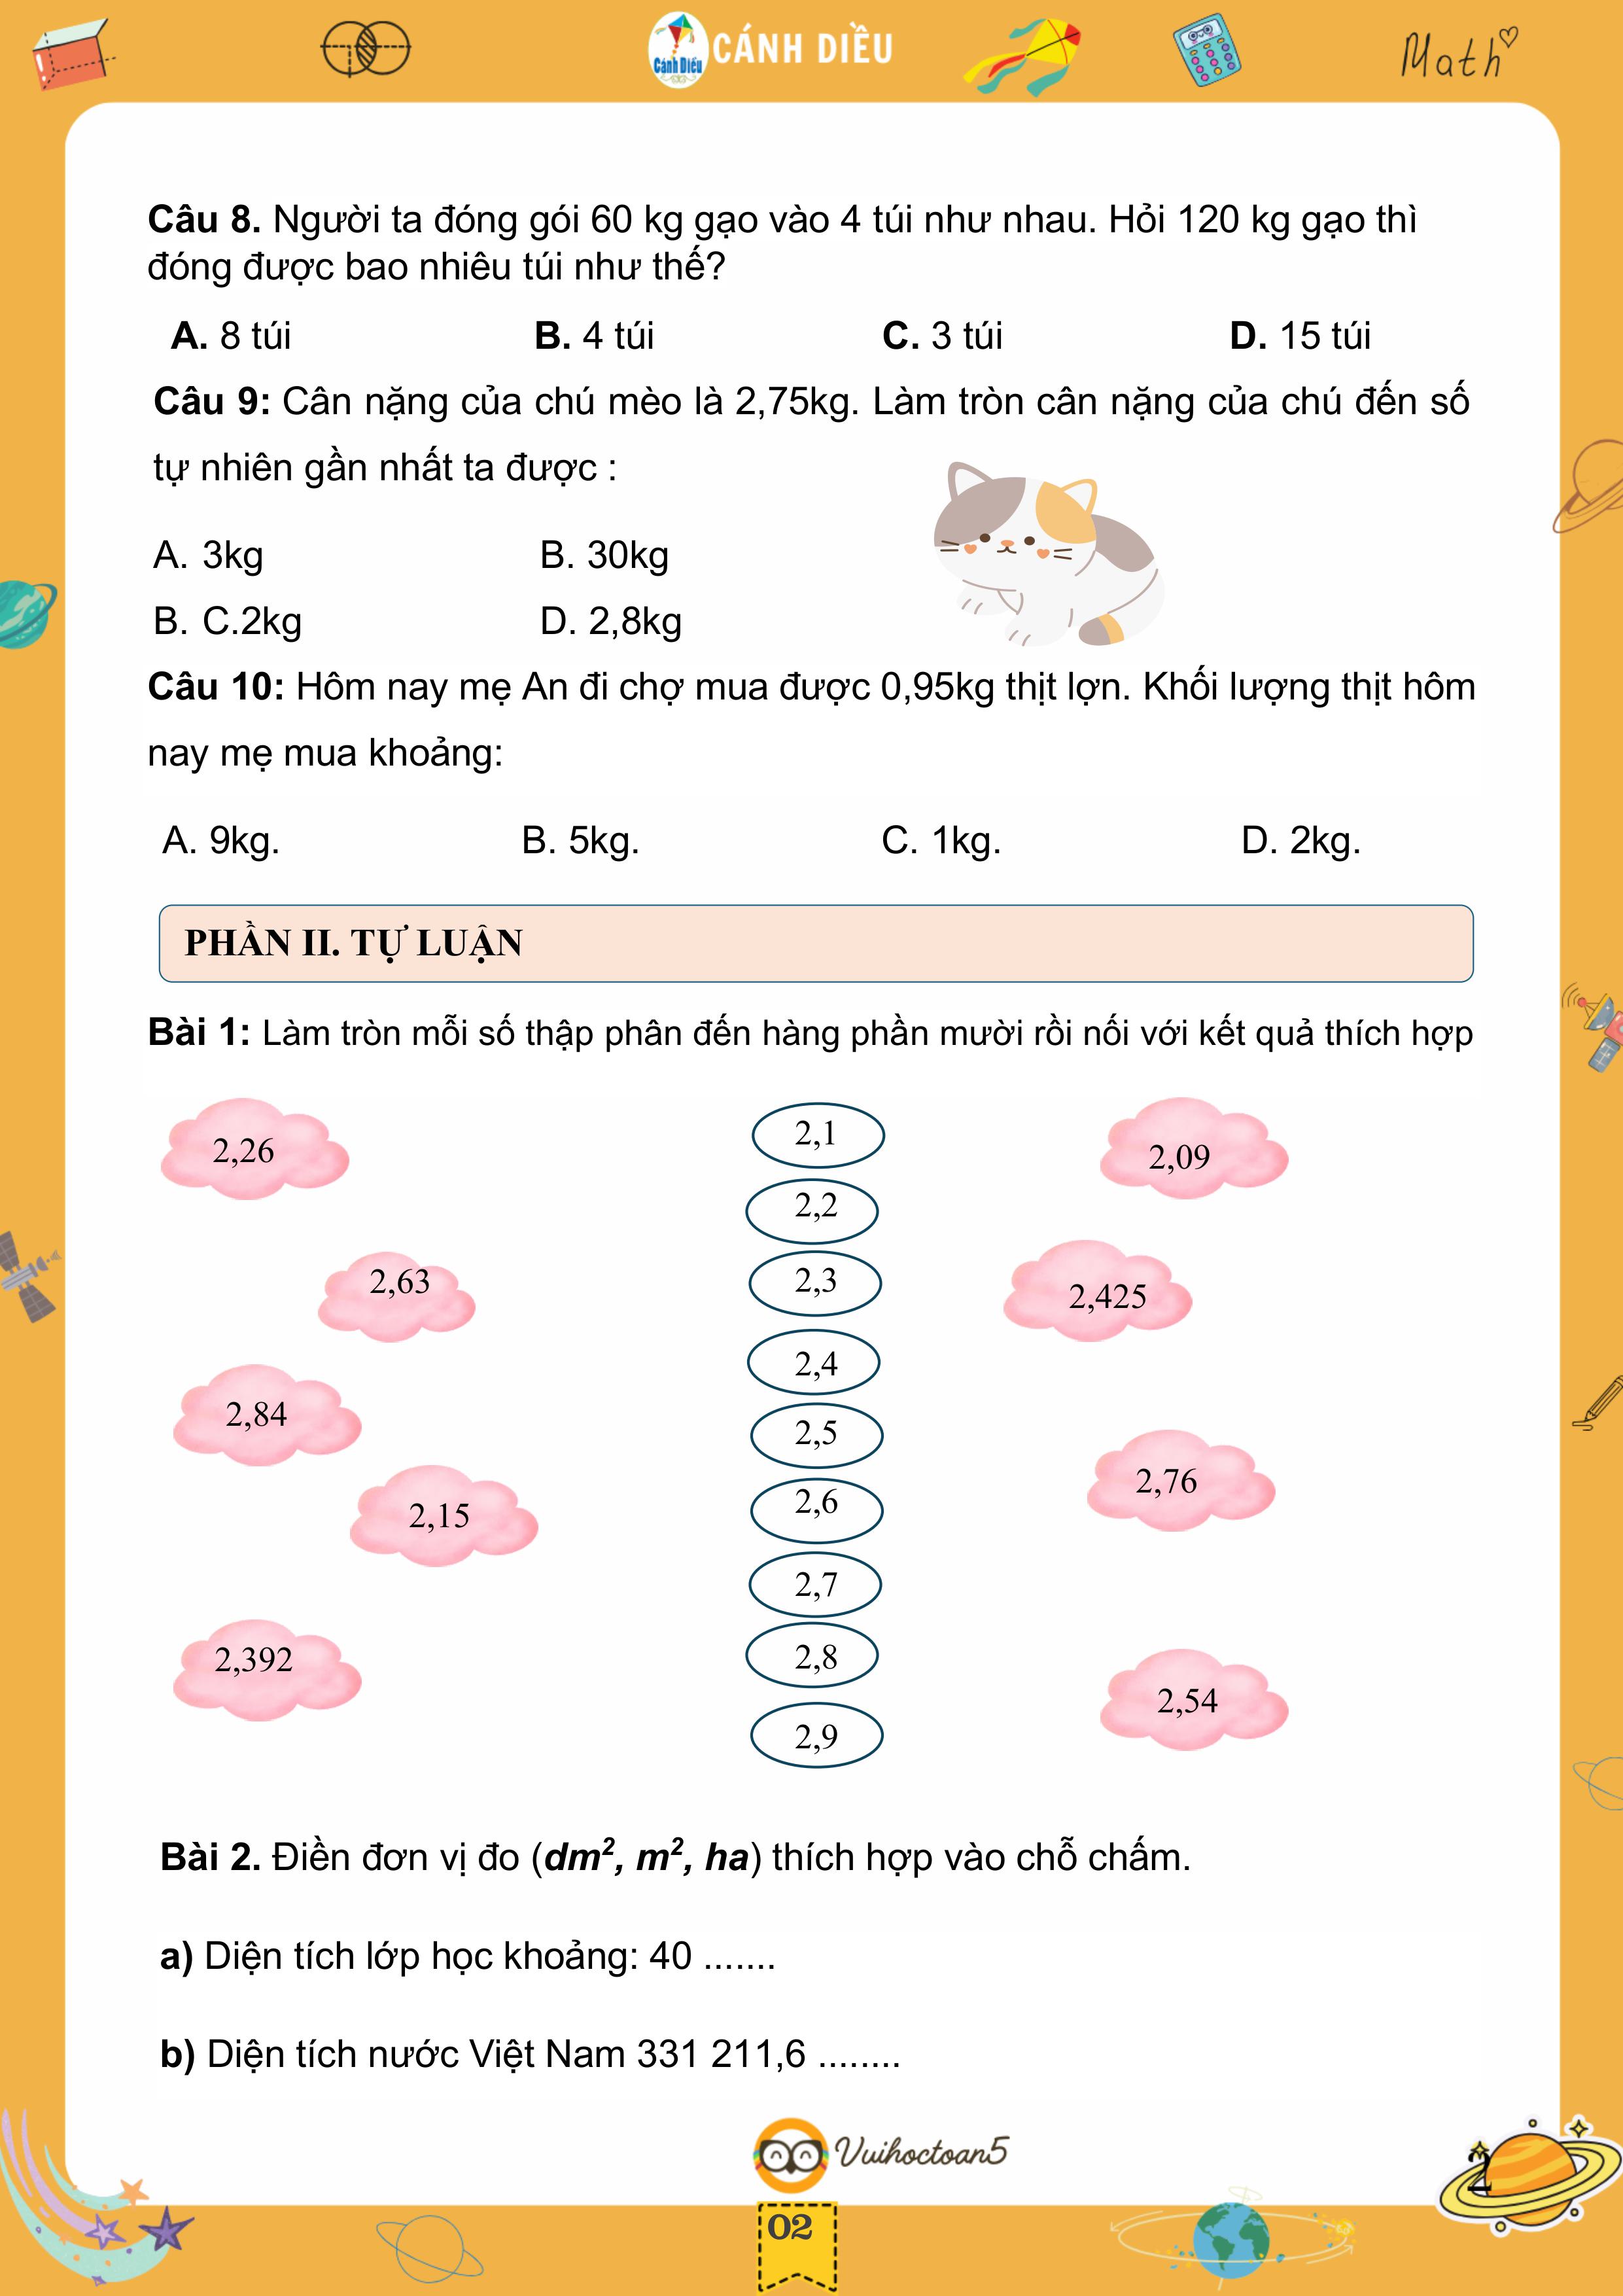 Cánh Diều
CÁNH DIỀU
Math
Câu 8. Người ta đóng gói 60 kg gạo vào 4 túi như nhau. Hỏi 120 kg gạo thì
đóng được bao nhiêu túi như thế?
A. 8 túi B. 4 túi C. 3 túi D. 15 túi
Câu 9: Cân nặng của chú mèo là 2,75kg. Làm tròn cân nặng của chú đến số
tự nhiên gần nhất ta được :
A. 3kg B. 30kg
B. C.2kg D. 2,8kg
Câu 10: Hôm nay mẹ An đi chợ mua được 0,95kg thịt lợn. Khối lượng thịt hôm
nay mẹ mua khoảng:
A. 9kg. B. 5kg. C. 1kg. D. 2kg.
PHẦN II. TỰ LUẬN
Bài 1: Làm tròn mỗi số thập phân đến hàng phần mười rồi nối với kết quả thích hợp
2,26 2,1 2,09
2,2
2,63 2,3 2,425
2,4
2,84 2,5
2,15 2,6 2,76
2,7
2,392 2,8 2,54
2,9
Bài 2. Điền đơn vị đo (dm², m², ha) thích hợp vào chỗ chấm.
a) Diện tích lớp học khoảng: 40 .......
b) Diện tích nước Việt Nam 331 211,6 ........
Vuihoctoan5
2
02